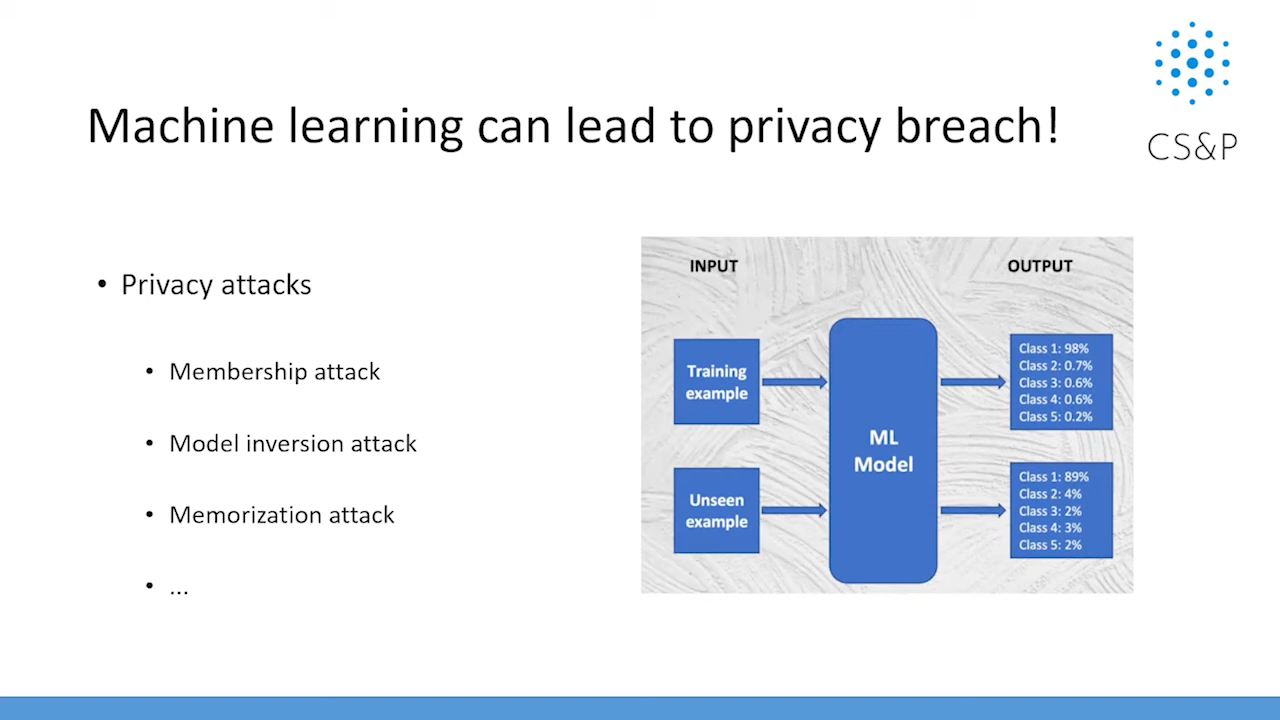 Machine learning can lead to privacy breach!
CS&P
• Privacy attacks
• Membership attack
• Model inversion attack
• Memorization attack
• ...
INPUT
OUTPUT
Training
example
Unseen
example
ML
Model
Class 1: 98%
Class 2: 0.7%
Class 3: 0.6%
Class 4: 0.6%
Class 5: 0.2%
Class 1: 89%
Class 2: 4%
Class 3: 2%
Class 4: 3%
Class 5: 2%